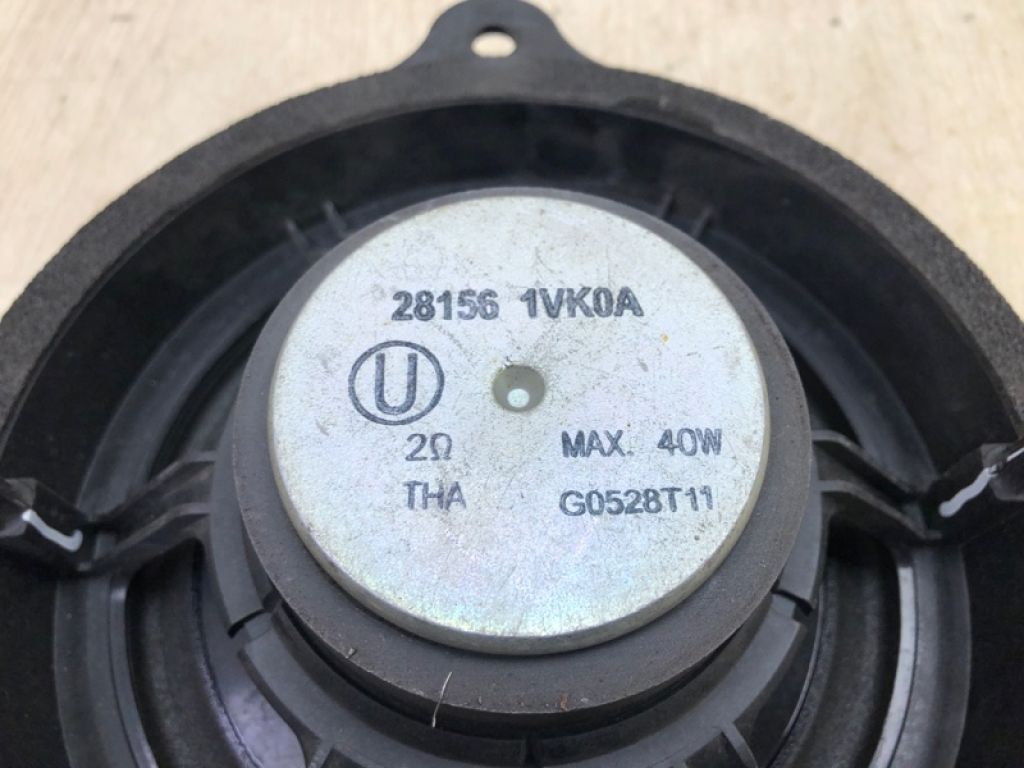 28156 1VK0A
U
2Ω MAX. 40W
THA G0528T11